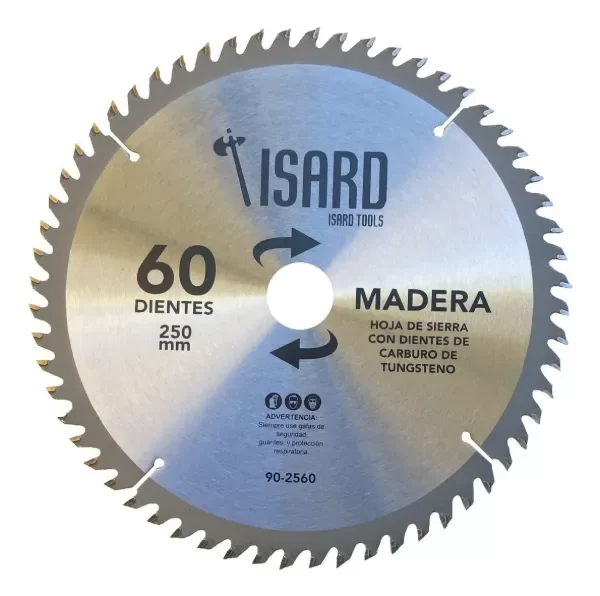 ISARD
ISARD TOOLS
60
DIENTES
250
mm
MADERA
HOJA DE SIERRA
CON DIENTES DE
CARBURO DE
TUNGSTENO
ADVERTENCIA:
Siempre use gafas de
seguridad,
guantes, y protección
respiratoria.
90-2560